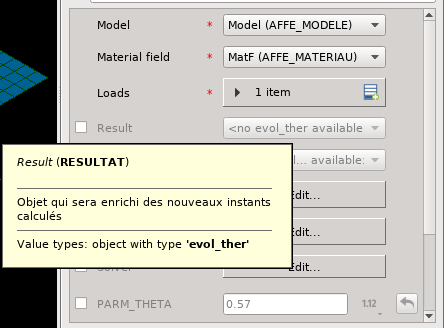 Model * Model (AFFE_MODELE)
Material field * MatF (AFFE_MATERIAU)
Loads * 1 item
Result <no evol_ther available
l... available:
Result (RESULTAT)
Objet qui sera enrichi des nouveaux instants
calculés
Value types: object with type 'evol_ther'
Edit...
Edit...
Edit...
PARM_THETA 0.57 1.12